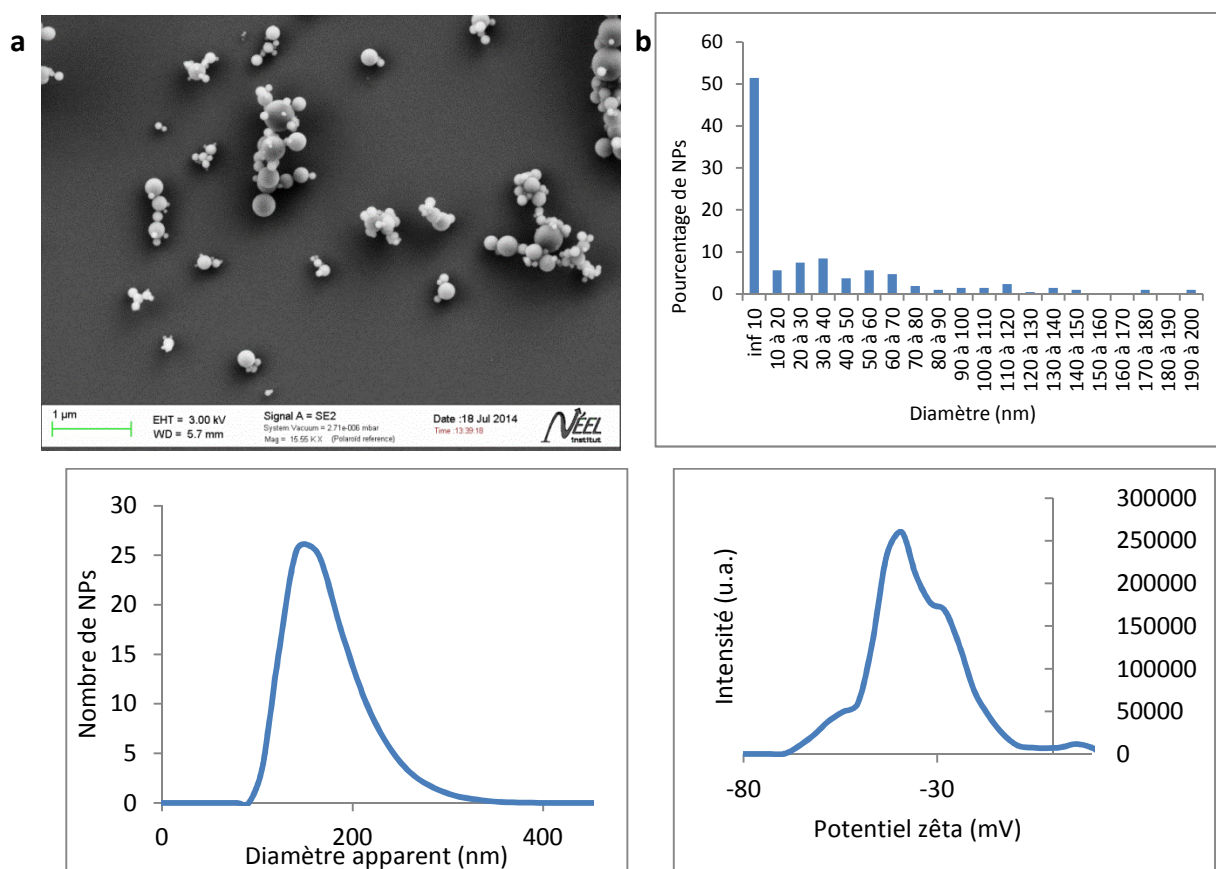 a
1 µm
EHT = 3.00 kV
WD = 5.7 mm
Signal A = SE2
System Vacuum = 2.71e-006 mbar
Mag = 15.55 K X (Polaroid reference)
Date :18 Jul 2014
Time :13:39:18
NÉEL
institut
b
Pourcentage de NPs
60
50
40
30
20
10
0
inf 10
10 à 20
20 à 30
30 à 40
40 à 50
50 à 60
60 à 70
70 à 80
80 à 90
90 à 100
100 à 110
110 à 120
120 à 130
130 à 140
140 à 150
150 à 160
160 à 170
170 à 180
180 à 190
190 à 200
Diamètre (nm)
Nombre de NPs
30
25
20
15
10
5
0
0 200 400
Diamètre apparent (nm)
Intensité (u.a.)
300000
250000
200000
150000
100000
50000
0
-80 -30
Potentiel zêta (mV)